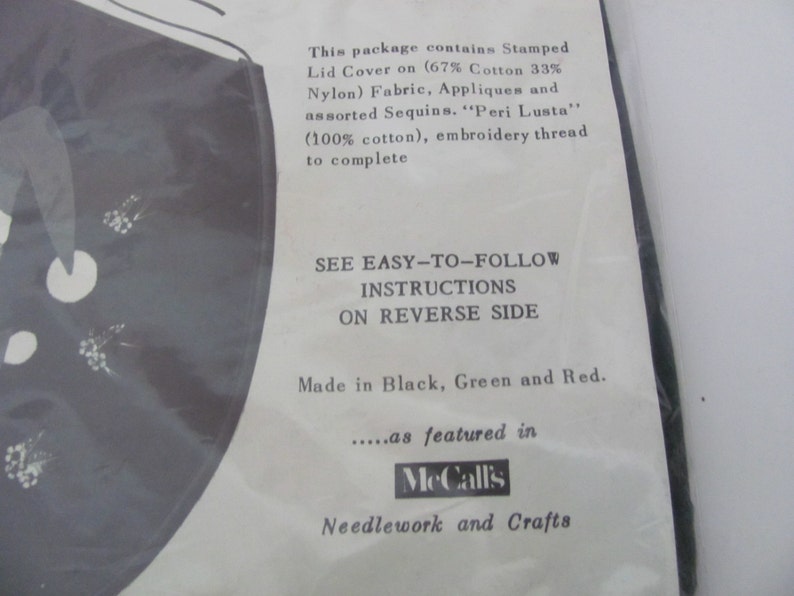 This package contains Stamped
Lid Cover on (67% Cotton 33%
Nylon) Fabric, Appliques and
assorted Sequins. "Peri Lusta"
(100% cotton), embroidery thread
to complete
SEE EASY–TO–FOLLOW
INSTRUCTIONS
ON REVERSE SIDE
Made in Black, Green and Red.
.....as featured in
McCall's
Needlework and Crafts